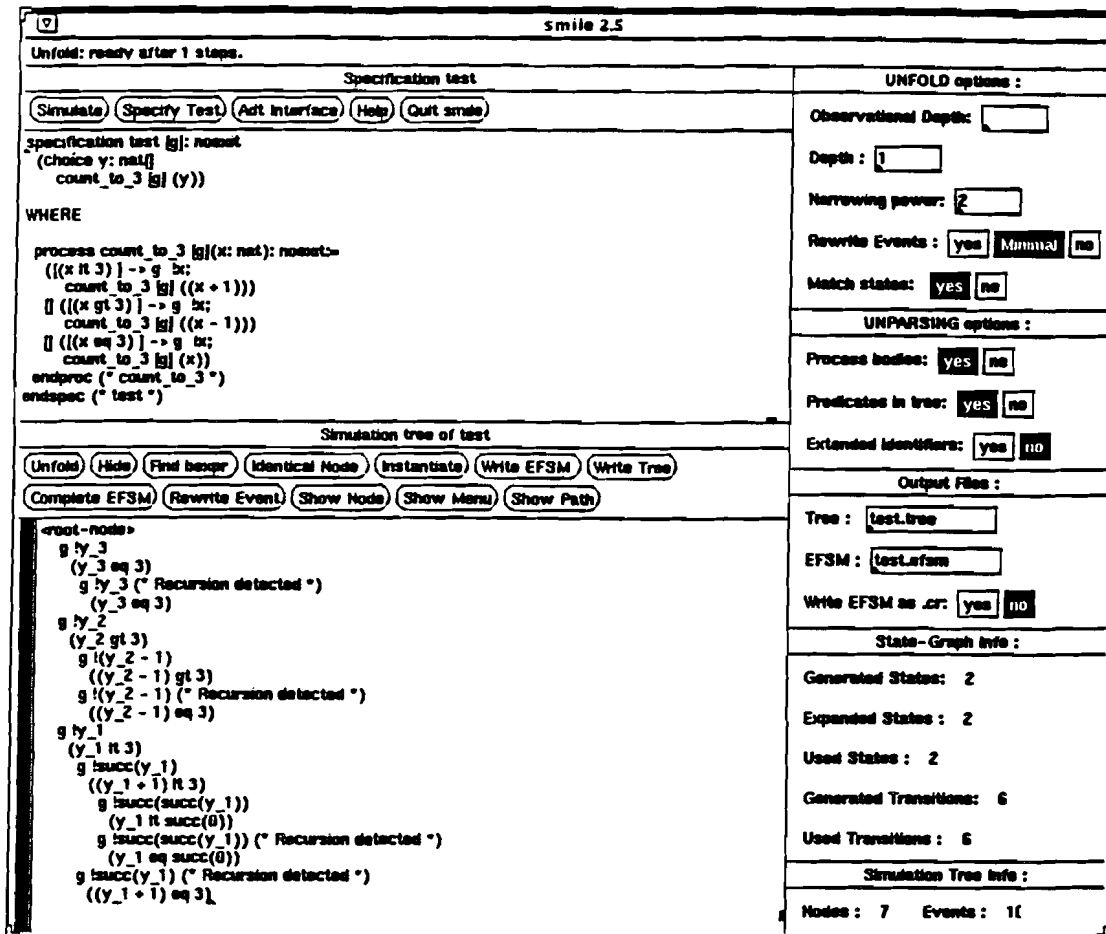 smile 2.5
Unfold: ready after 1 steps.
Specification test
Simulate Specify Test Adt Interface Help Quit smile
specification test [g]: noexit
(choice y: nat[]
count_to_3 [g] (y))
WHERE
process count_to_3 [g](x: nat): noexit:=
([(x lt 3) ] -> g !x;
count_to_3 [g] ((x + 1)))
[] ([(x gt 3) ] -> g !x;
count_to_3 [g] ((x - 1)))
[] ([(x eq 3) ] -> g !x;
count_to_3 [g] (x))
endproc (* count_to_3 *)
endspec (* test *)
Simulation tree of test
Unfold Hide Find bexpr Identical Node Instantiate Write EFSM Write Tree
Complete EFSM Rewrite Event Show Node Show Menu Show Path
<root-node>
g !y_3
(y_3 eq 3)
g !y_3 (* Recursion detected *)
(y_3 eq 3)
g !y_2
(y_2 gt 3)
g !(y_2 - 1)
((y_2 - 1) gt 3)
g !(y_2 - 1) (* Recursion detected *)
((y_2 - 1) eq 3)
g !y_1
(y_1 lt 3)
g !succ(y_1)
((y_1 + 1) lt 3)
g !succ(succ(y_1))
(y_1 lt succ(0))
g !succ(succ(y_1)) (* Recursion detected *)
(y_1 eq succ(0))
g !succ(y_1) (* Recursion detected *)
((y_1 + 1) eq 3)
UNFOLD options :
Observational Depth:
Depth : 1
Narrowing power: 2
Rewrite Events : yes Minimal no
Match states: yes no
UNPARSING options :
Process bodies: yes no
Predicates in tree: yes no
Extended identifiers: yes no
Output Files :
Tree : test.tree
EFSM : test.efsm
Write EFSM as .cr: yes no
State-Graph Info :
Generated States: 2
Expanded States : 2
Used States : 2
Generated Transitions: 6
Used Transitions : 6
Simulation Tree Info :
Nodes : 7 Events :